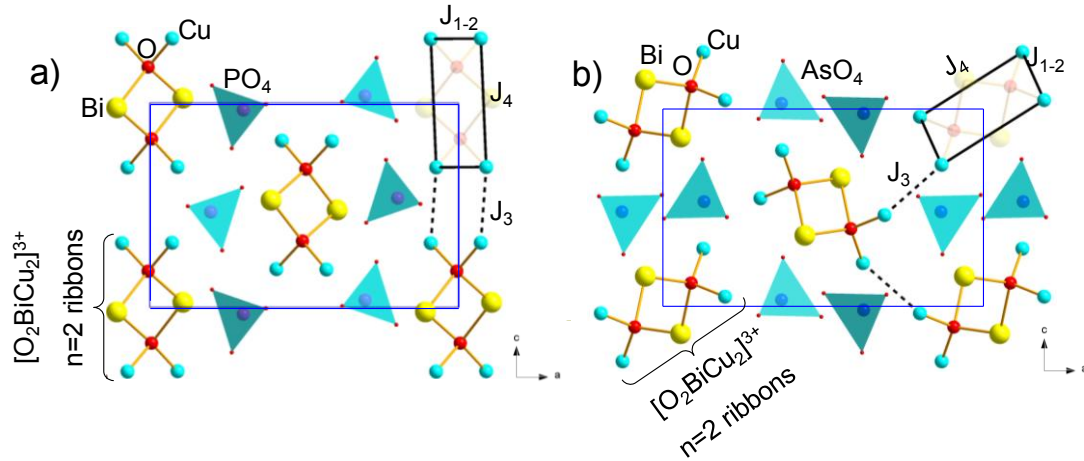 a)
O
Cu
Bi
PO₄
J₁₋₂
J₄
J₃
[O₂BiCu₂]³⁺
n=2 ribbons
c
a
b)
Bi
O
Cu
AsO₄
J₄
J₁₋₂
J₃
[O₂BiCu₂]³⁺
n=2 ribbons
c
a